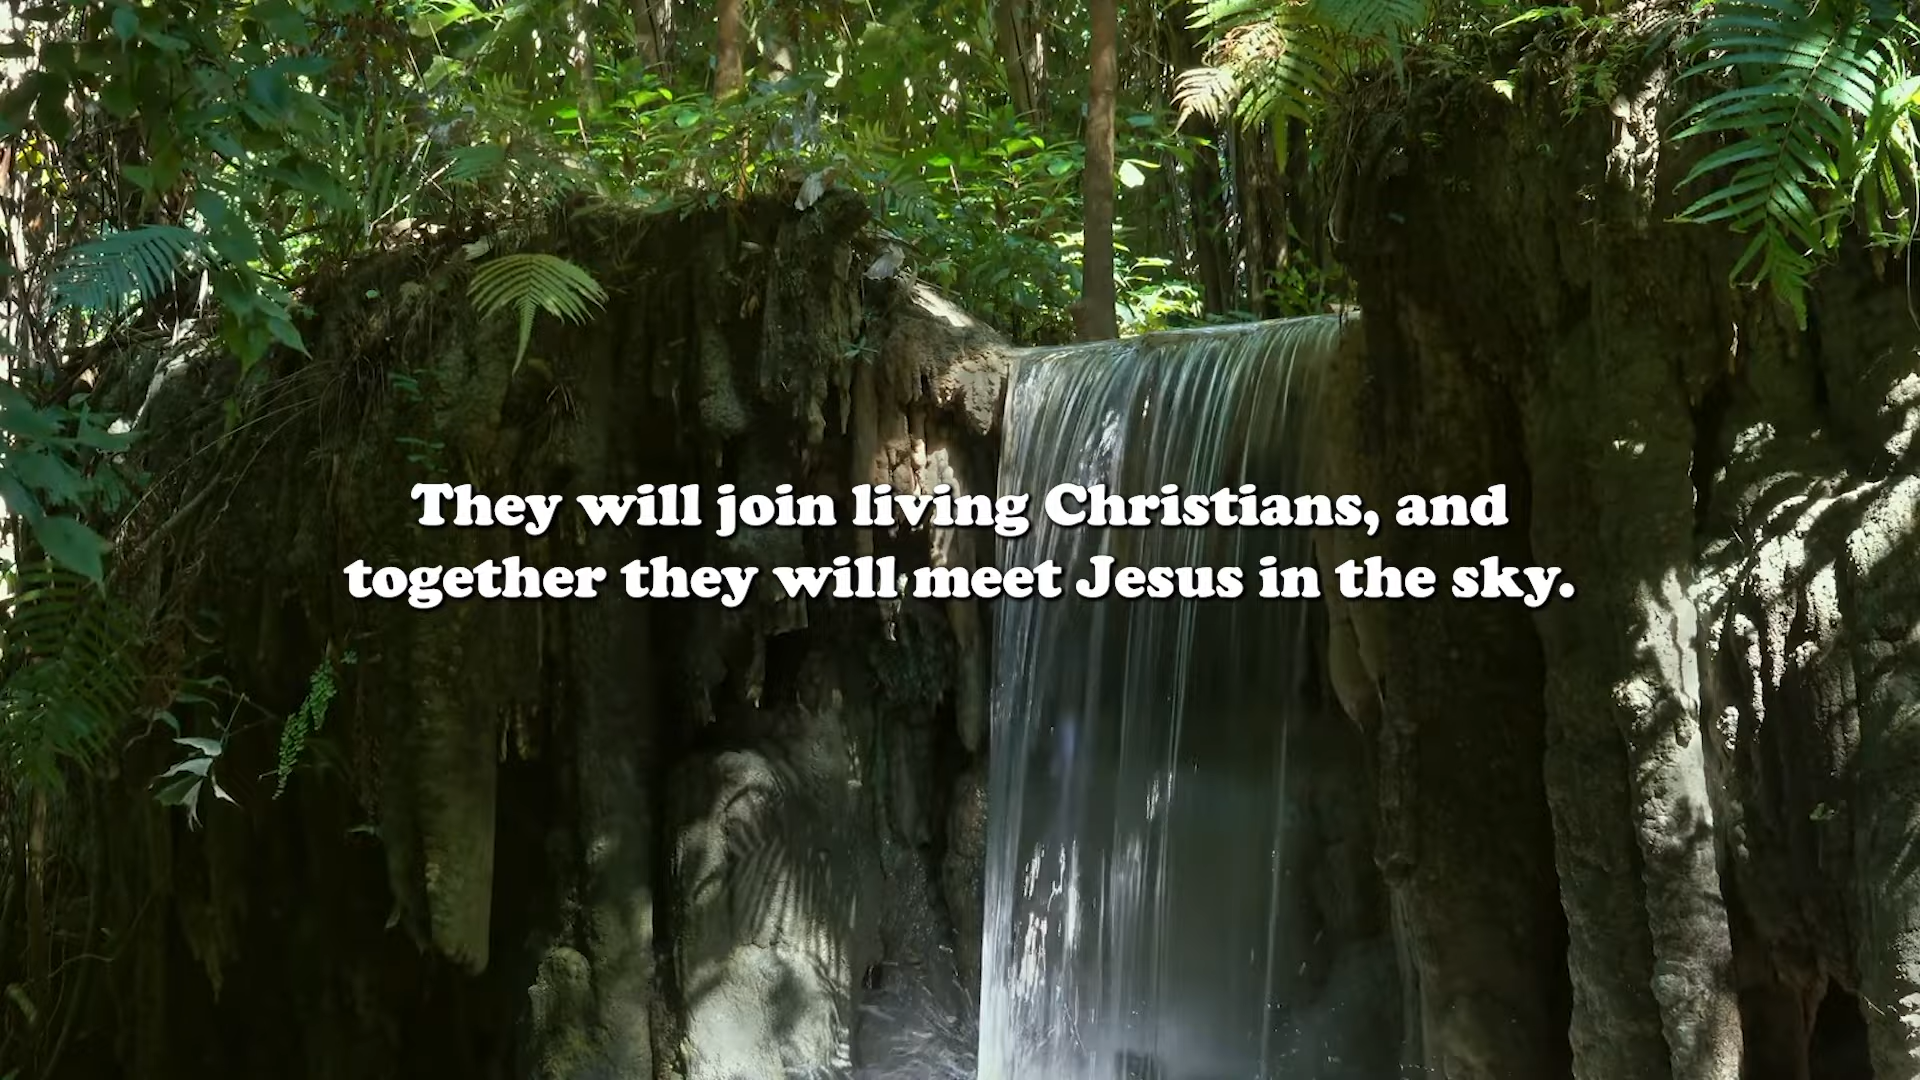 They will join living Christians, and
together they will meet Jesus in the sky.